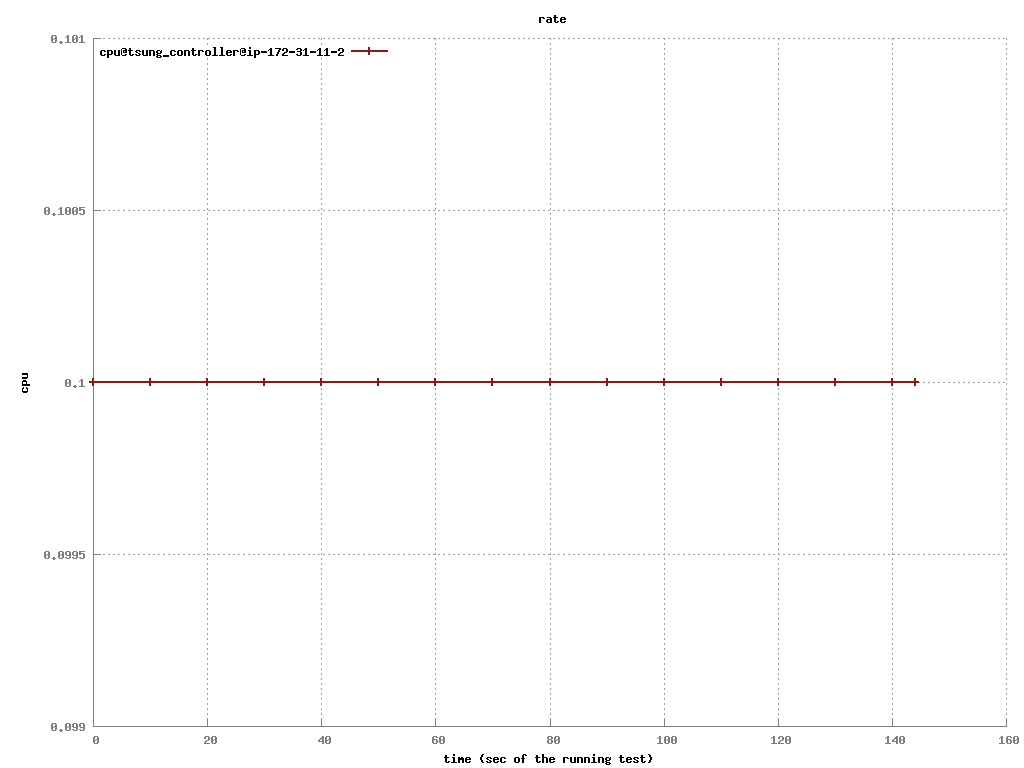 rate
0.101
cpu@tsung_controller@ip-172-31-11-2
0.1005
cpu
0.1
0.0995
0.099
0 20 40 60 80 100 120 140 160
time (sec of the running test)